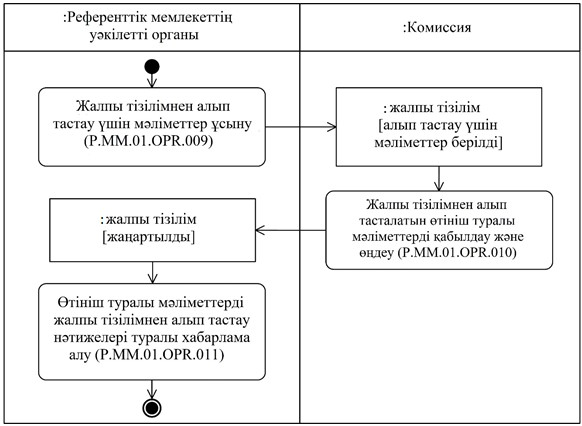 :Референттік мемлекеттің
уәкілетті органы
:Комиссия
Жалпы тізілімнен алып
тастау үшін мәліметтер ұсыну
(P.MM.01.OPR.009)
:жалпы тізілім
[алып тастау үшін
мәліметтер берілді]
Жалпы тізілімнен алып
тасталатын өтініш туралы
мәліметтерді қабылдау және
өңдеу (P.MM.01.OPR.010)
:жалпы тізілім
[жаңартылды]
Өтініш туралы мәліметтерді
жалпы тізілімнен алып тастау
нәтижелері туралы хабарлама
алу (P.MM.01.OPR.011)